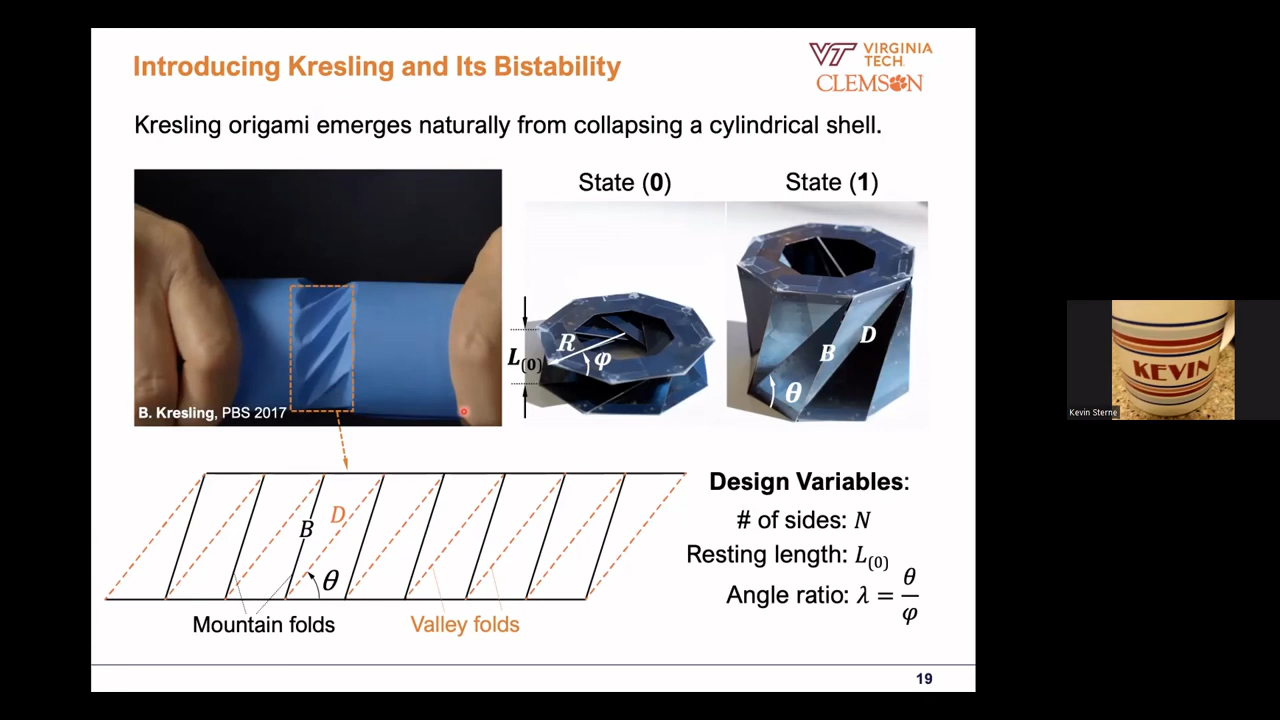 Introducing Kresling and Its Bistability
VT VIRGINIA
TECH
CLEMSON
Kresling origami emerges naturally from collapsing a cylindrical shell.
State (0)
State (1)
L(0)
R
φ
B
D
θ
B. Kresling, PBS 2017
B
D
θ
Mountain folds
Valley folds
Design Variables:
# of sides: N
Resting length: L(0)
Angle ratio: λ = θ/φ
19
KEVIN
Kevin Sterne